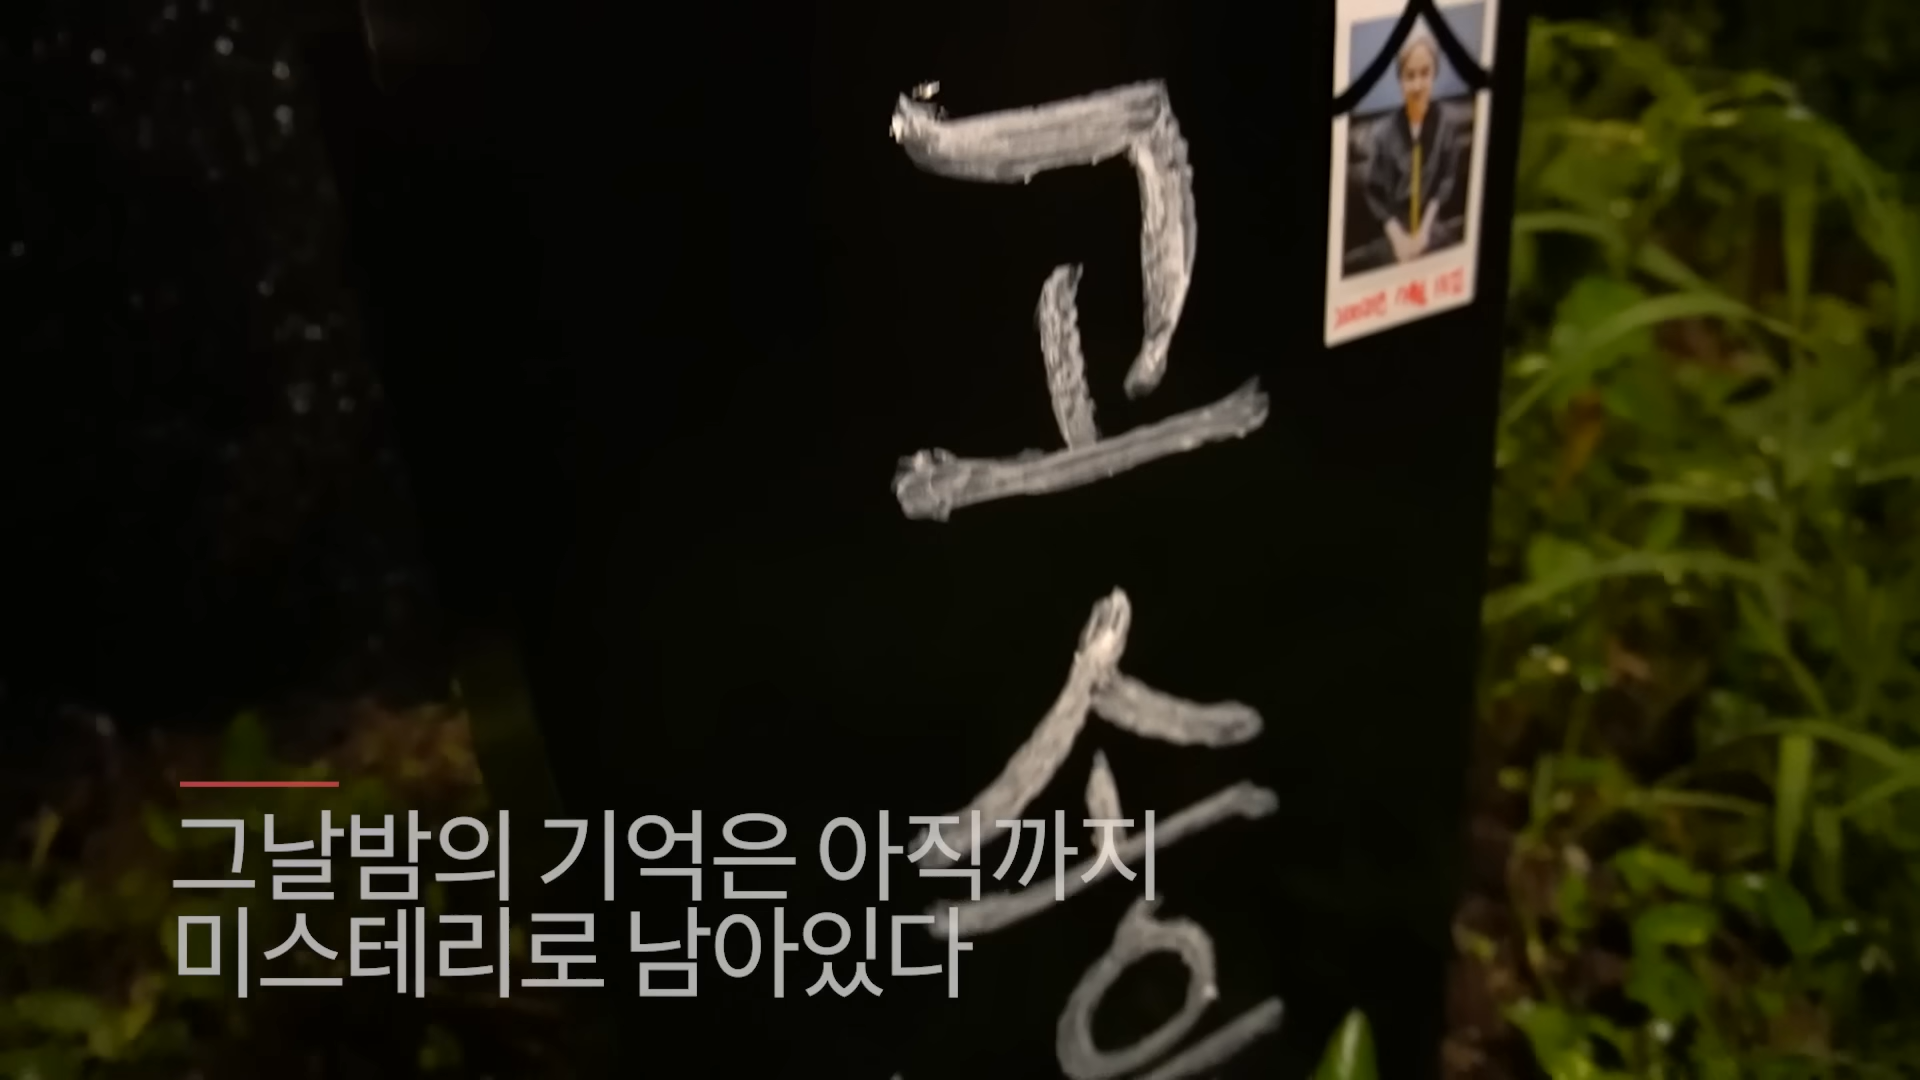 고
송
그날밤의 기억은 아직까지
미스테리로 남아있다